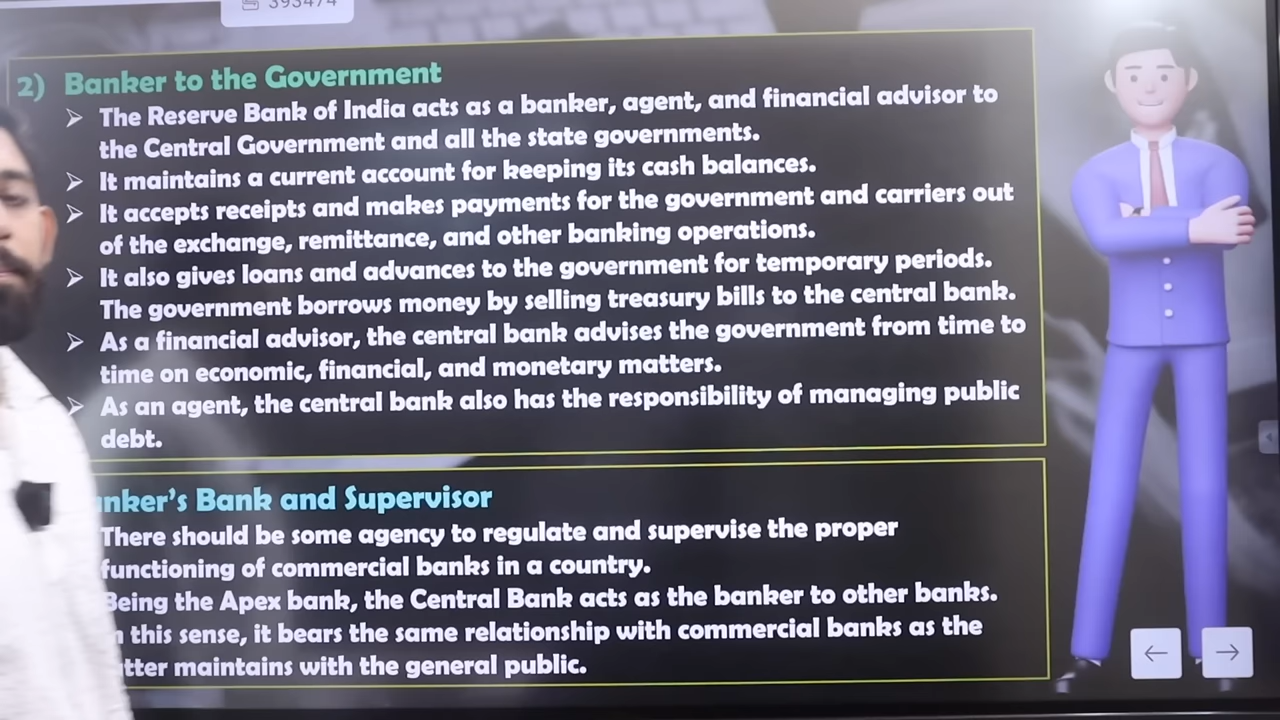 393474
2) Banker to the Government
➢ The Reserve Bank of India acts as a banker, agent, and financial advisor to
the Central Government and all the state governments.
➢ It maintains a current account for keeping its cash balances.
➢ It accepts receipts and makes payments for the government and carriers out
of the exchange, remittance, and other banking operations.
➢ It also gives loans and advances to the government for temporary periods.
The government borrows money by selling treasury bills to the central bank.
➢ As a financial advisor, the central bank advises the government from time to
time on economic, financial, and monetary matters.
➢ As an agent, the central bank also has the responsibility of managing public
debt.
nker's Bank and Supervisor
There should be some agency to regulate and supervise the proper
functioning of commercial banks in a country.
Being the Apex bank, the Central Bank acts as the banker to other banks.
n this sense, it bears the same relationship with commercial banks as the
tter maintains with the general public.